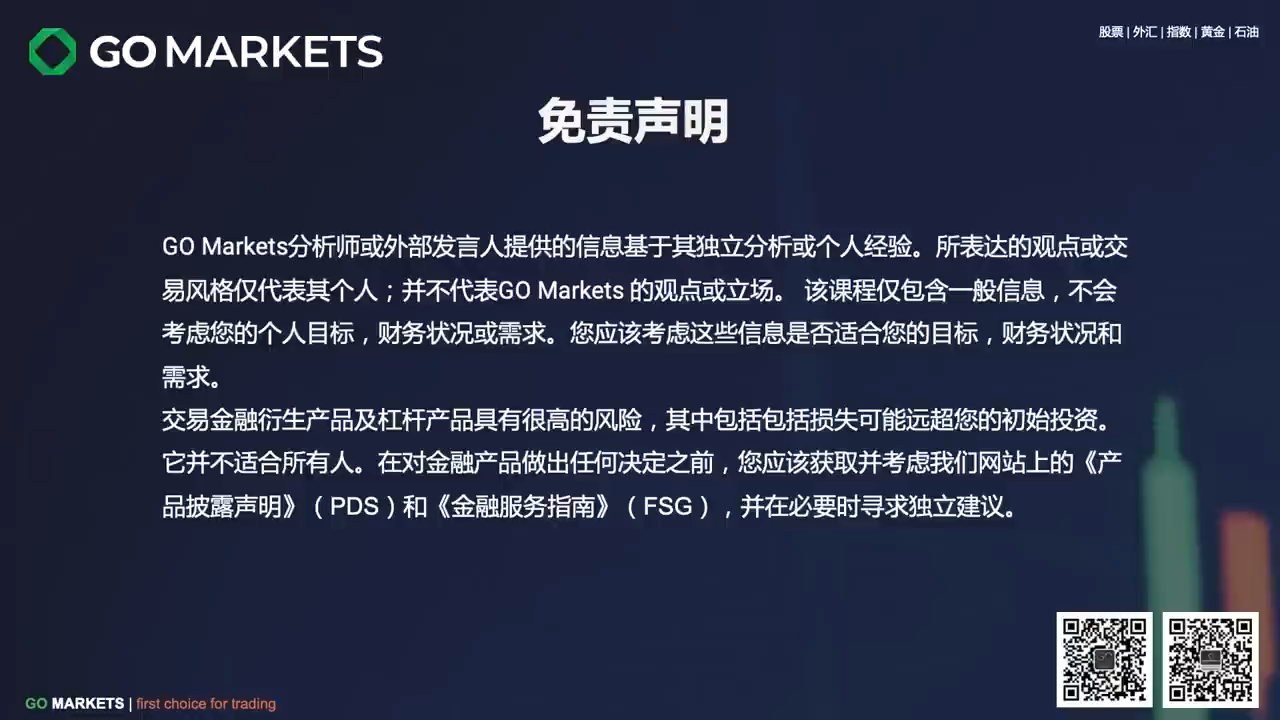 GO MARKETS
股票 | 外汇 | 指数 | 黄金 | 石油
免责声明
GO Markets分析师或外部发言人提供的信息基于其独立分析或个人经验。所表达的观点或交
易风格仅代表其个人；并不代表GO Markets 的观点或立场。 该课程仅包含一般信息，不会
考虑您的个人目标，财务状况或需求。您应该考虑这些信息是否适合您的目标，财务状况和
需求。
交易金融衍生产品及杠杆产品具有很高的风险，其中包括包括损失可能远超您的初始投资。
它并不适合所有人。在对金融产品做出任何决定之前，您应该获取并考虑我们网站上的《产
品披露声明》（PDS）和《金融服务指南》（FSG），并在必要时寻求独立建议。
GO MARKETS | first choice for trading